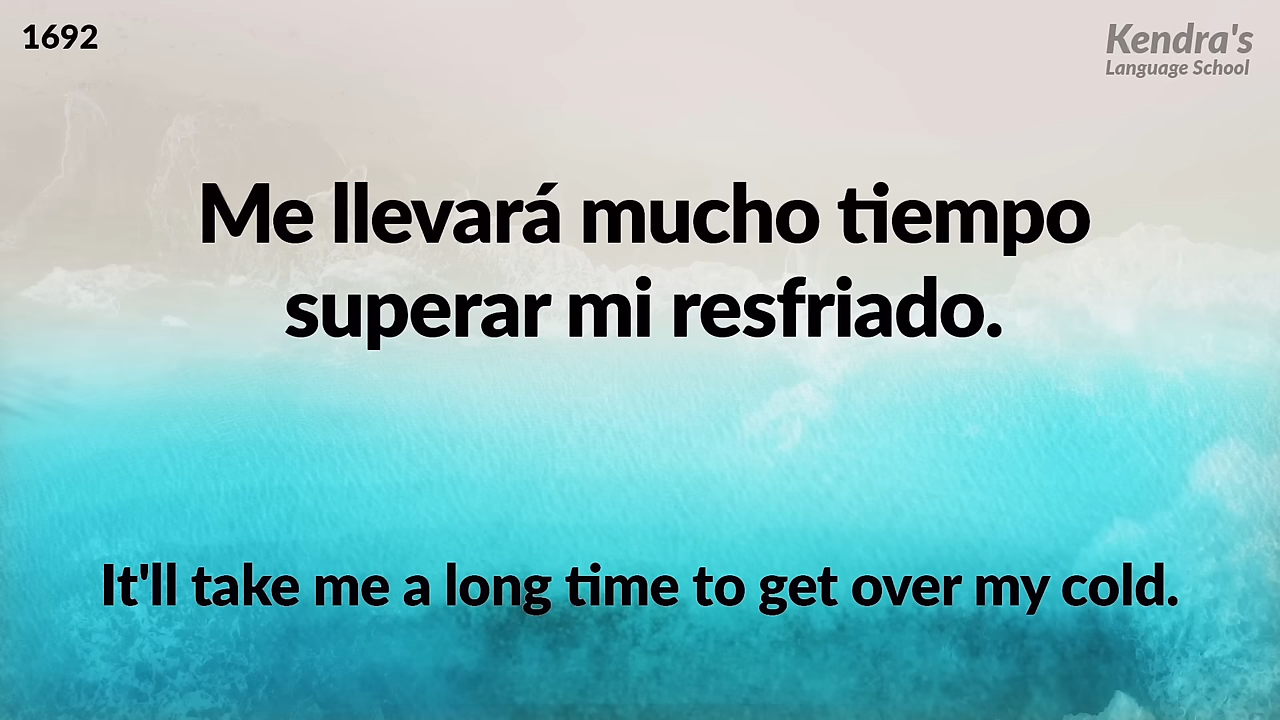 1692
Kendra's
Language School
Me llevará mucho tiempo
superar mi resfriado.
It'll take me a long time to get over my cold.